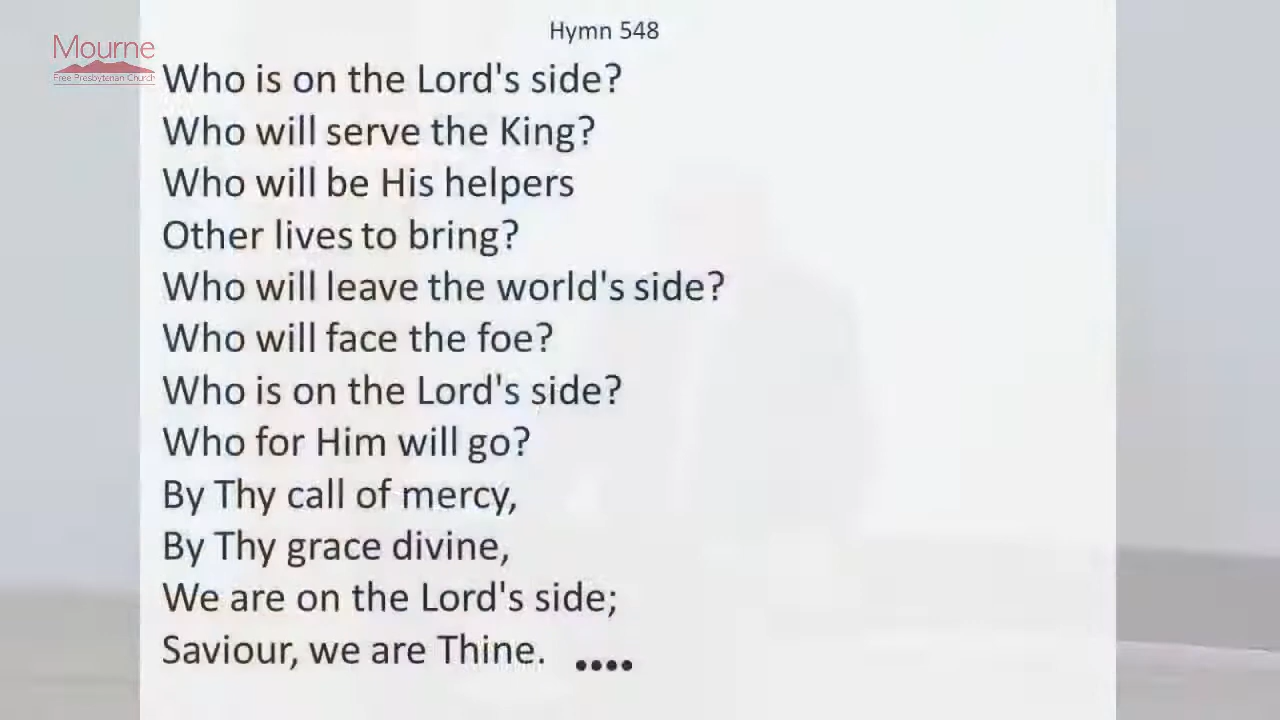 Hymn 548
Mourne
Free Presbyterian Church
Who is on the Lord's side?
Who will serve the King?
Who will be His helpers
Other lives to bring?
Who will leave the world's side?
Who will face the foe?
Who is on the Lord's side?
Who for Him will go?
By Thy call of mercy,
By Thy grace divine,
We are on the Lord's side;
Saviour, we are Thine. ••••